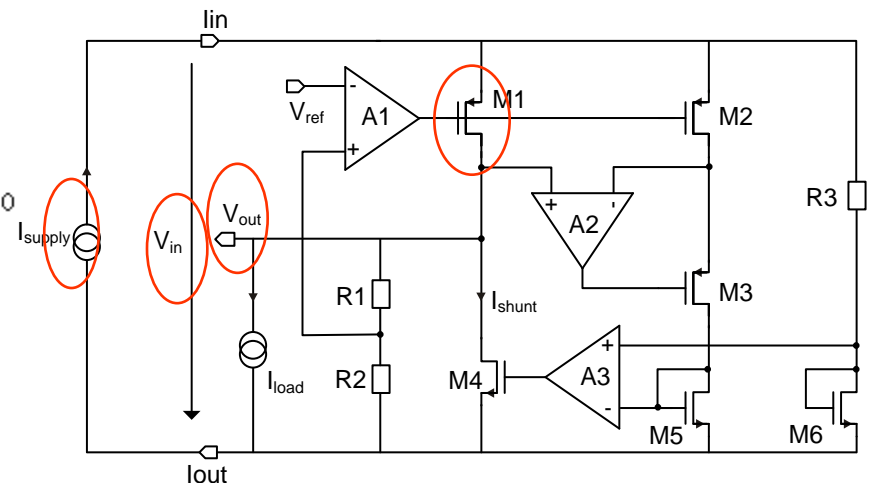 Iin
M1
Vref
A1
M2
-
+
+
-
A2
R3
0
Isupply
Vin
Vout
M3
R1
Ishunt
R2
Iload
M4
A3
+
-
M5
M6
Iout